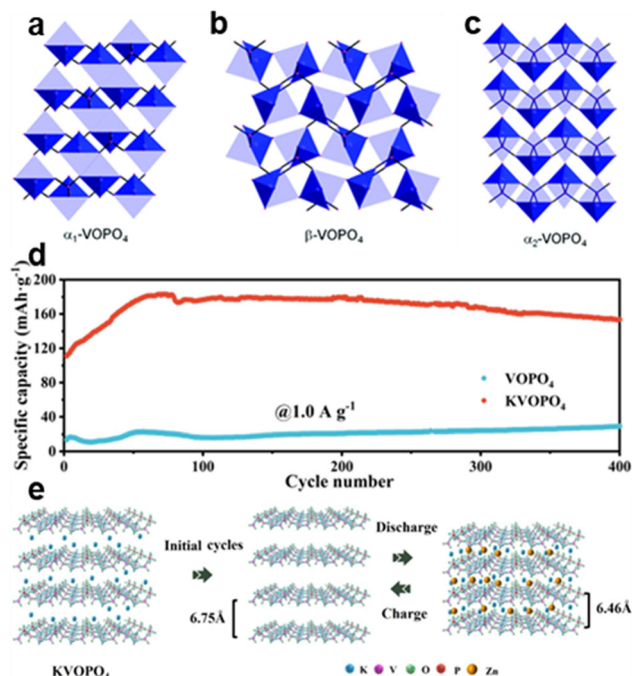 a
b
c
α₁-VOPO₄
β-VOPO₄
α₂-VOPO₄
d
Specific capacity (mAh·g⁻¹)
200
160
120
80
40
0
VOPO₄
KVOPO₄
@1.0 A g⁻¹
0
100
200
300
400
Cycle number
e
Initial cycles
Discharge
Charge
6.75Å
6.46Å
KVOPO₄
K V O P Zn